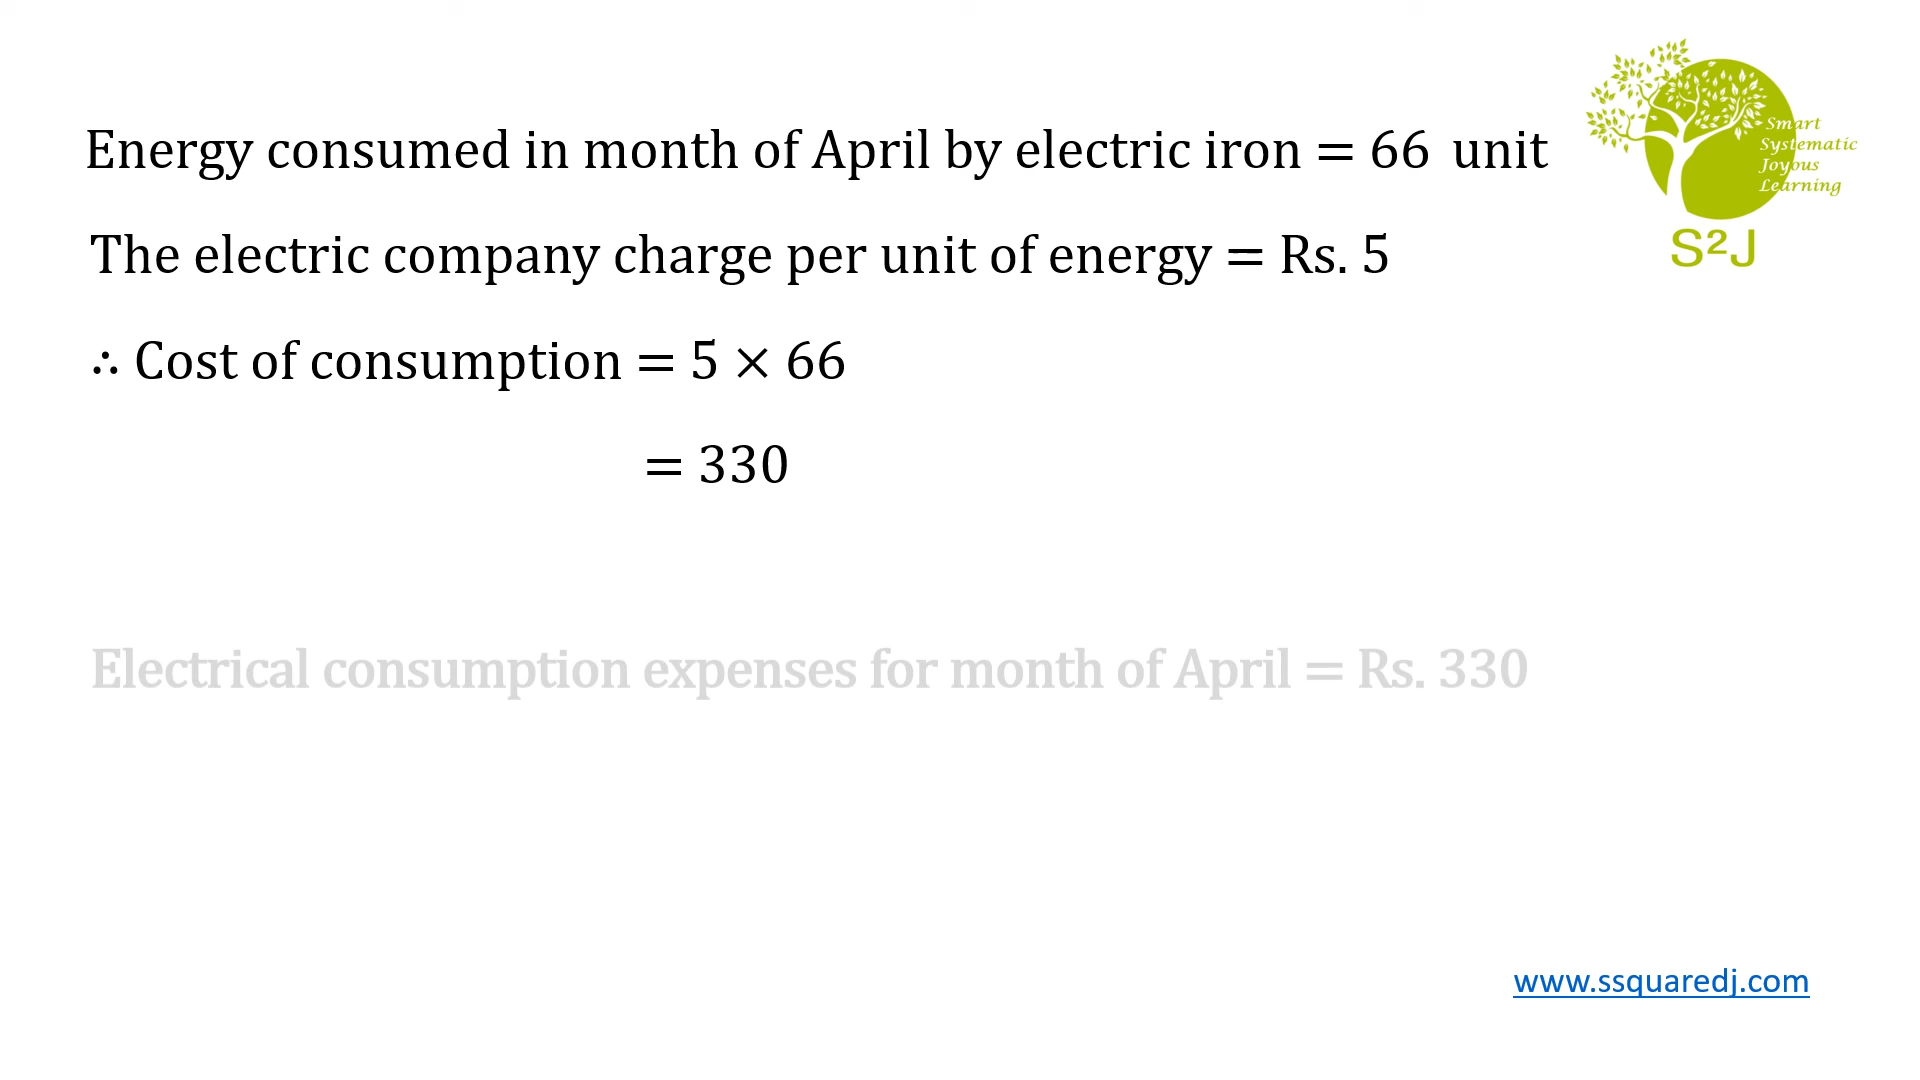 Energy consumed in month of April by electric iron = 66 unit
Smart
Systematic
Joyous
Learning
S²J
The electric company charge per unit of energy = Rs. 5
∴ Cost of consumption = 5 × 66
= 330
Electrical consumption expenses for month of April = Rs. 330
www.ssquaredj.com